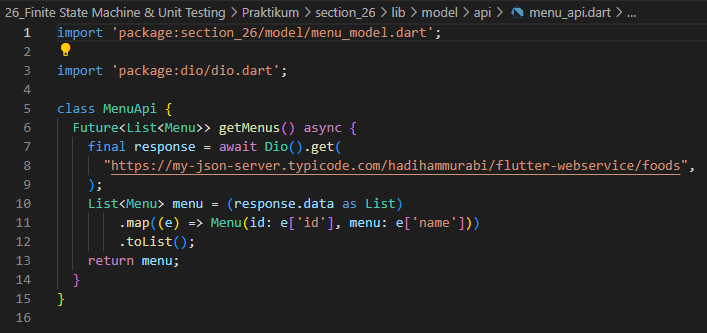 26_Finite State Machine & Unit Testing > Praktikum > section_26 > lib > model > api > menu_api.dart > ...
1 import 'package:section_26/model/menu_model.dart';
2
3 import 'package:dio/dio.dart';
4
5 class MenuApi {
6   Future<List<Menu>> getMenus() async {
7     final response = await Dio().get(
8       "https://my-json-server.typicode.com/hadihammurabi/flutter-webservice/foods",
9     );
10     List<Menu> menu = (response.data as List)
11         .map((e) => Menu(id: e['id'], menu: e['name']))
12         .toList();
13     return menu;
14   }
15 }
16